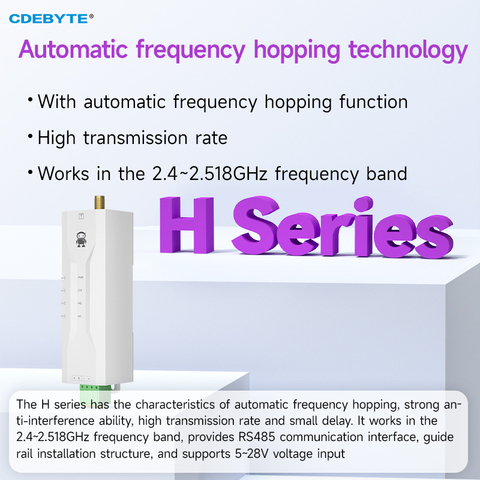 CDEBYTE®
Automatic frequency hopping technology
• With automatic frequency hopping function
• High transmission rate
• Works in the 2.4~2.518GHz frequency band
H Series
The H series has the characteristics of automatic frequency hopping, strong an-
ti-interference ability, high transmission rate and small delay. It works in the
2.4~2.518GHz frequency band, provides RS485 communication interface, guide
rail installation structure, and supports 5~28V voltage input